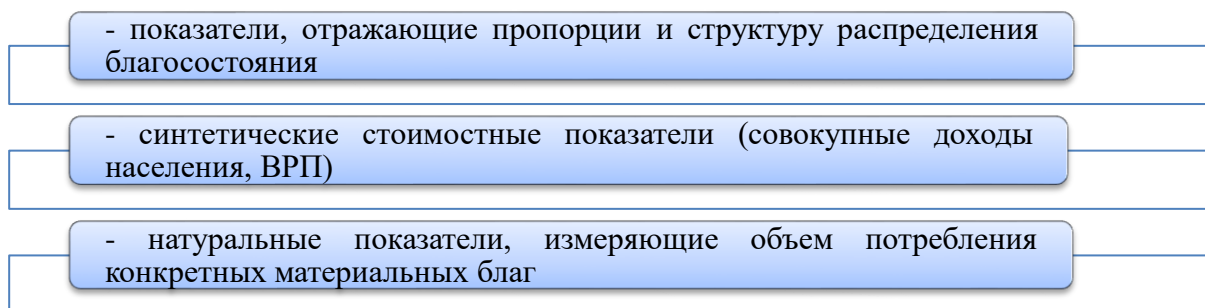 - показатели, отражающие пропорции и структуру распределения
благосостояния
- синтетические стоимостные показатели (совокупные доходы
населения, ВРП)
- натуральные показатели, измеряющие объем потребления
конкретных материальных благ